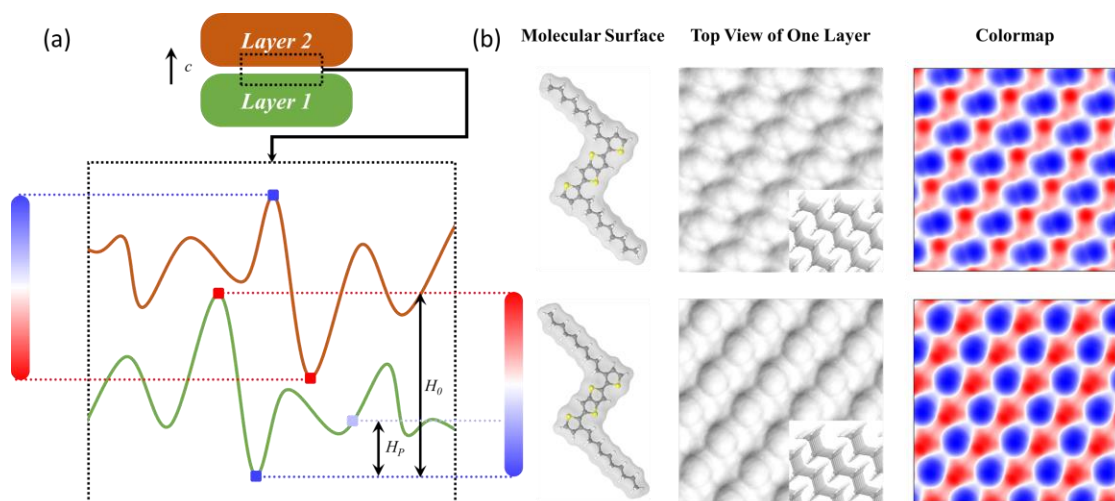 (a)
Layer 2
c
Layer 1
H0
HP
(b)
Molecular Surface
Top View of One Layer
Colormap